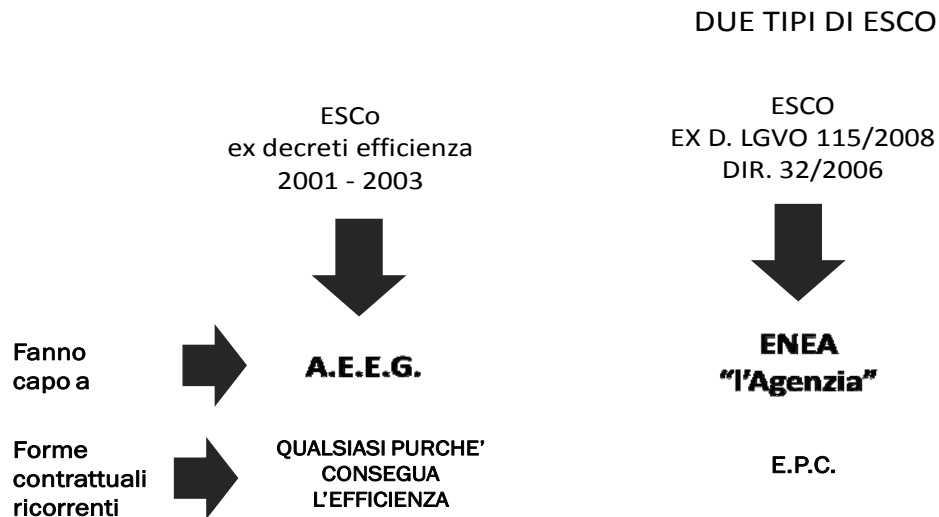 DUE TIPI DI ESCO
ESCo
ex decreti efficienza
2001 - 2003
ESCO
EX D. LGVO 115/2008
DIR. 32/2006
Fanno
capo a
A.E.E.G.
ENEA
“l’Agenzia”
Forme
contrattuali
ricorrenti
QUALSIASI PURCHE’
CONSEGUA
L’EFFICIENZA
E.P.C.